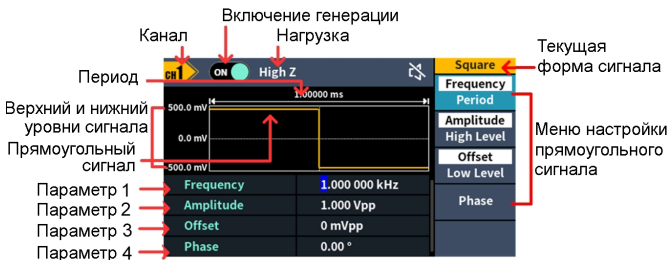 Включение генерации
Канал
Нагрузка
Период
Верхний и нижний
уровни сигнала
Прямоугольный
сигнал
Параметр 1
Параметр 2
Параметр 3
Параметр 4
CH1
ON
High Z
1.00000 ms
500.0 mV
0.0 mV
500.0 mV
Frequency
1.000 000 kHz
Amplitude
1.000 Vpp
Offset
0 mVpp
Phase
0.00 °
Square
Frequency
Period
Amplitude
High Level
Offset
Low Level
Phase
Текущая
форма сигнала
Меню настройки
прямоугольного
сигнала